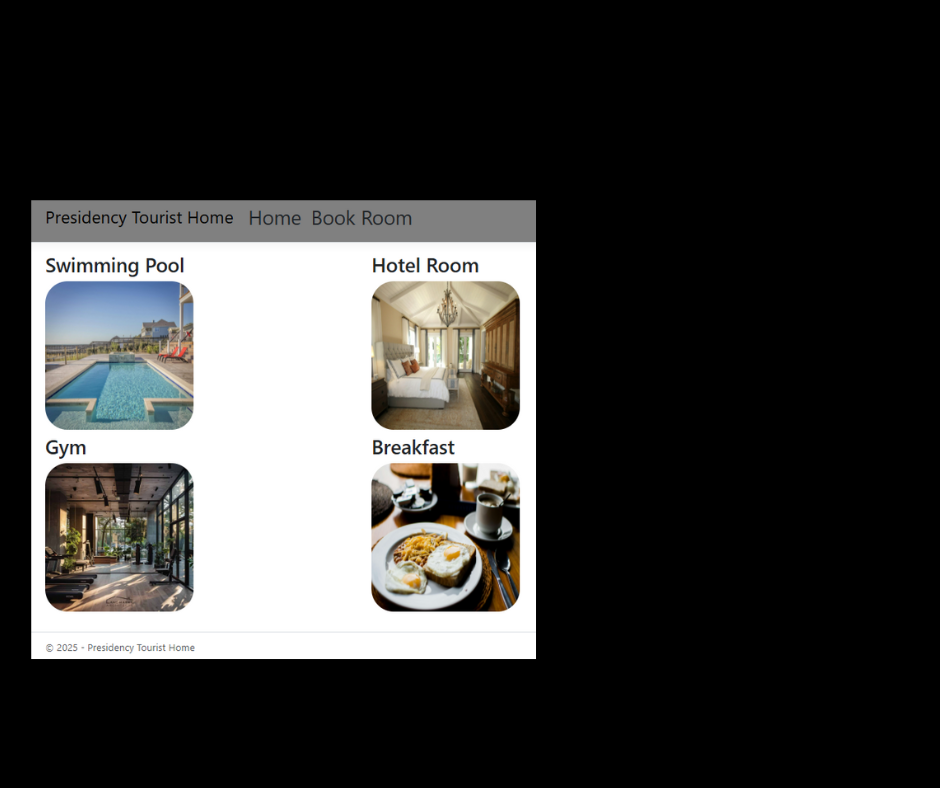 Presidency Tourist Home Home Book Room
Swimming Pool Hotel Room
Gym Breakfast
© 2025 - Presidency Tourist Home